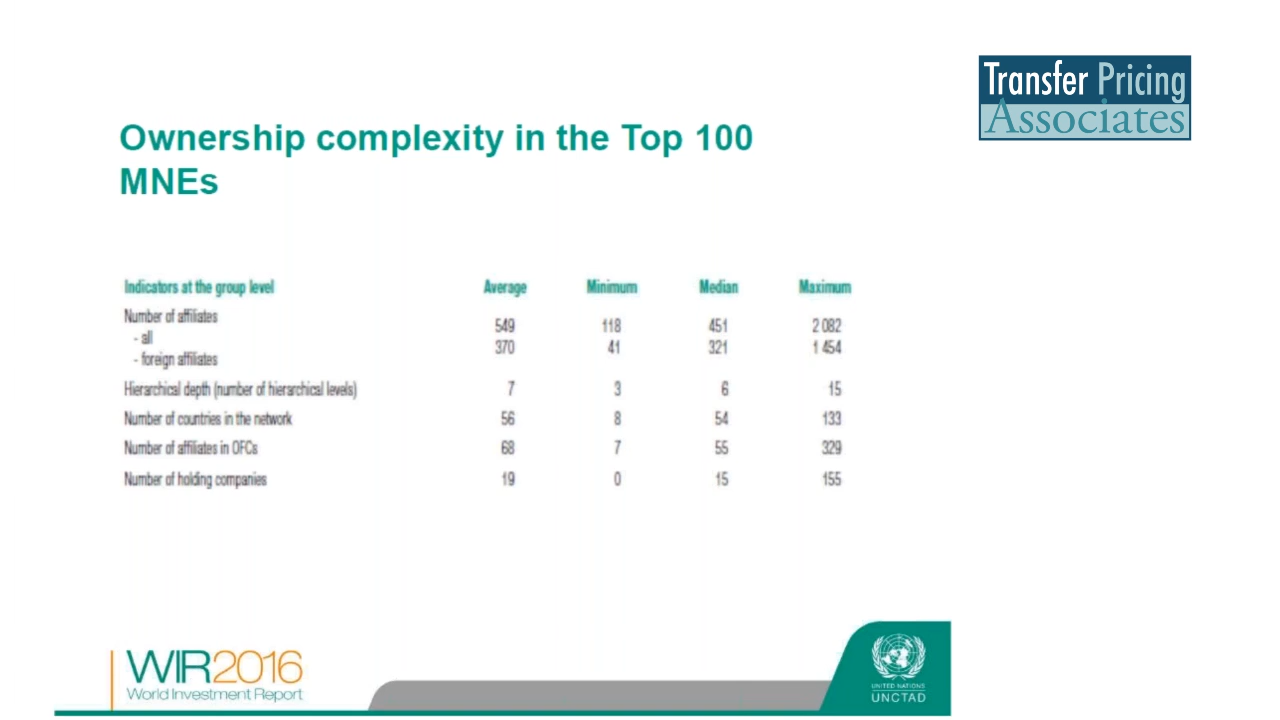 Transfer Pricing
Associates
Ownership complexity in the Top 100
MNEs
Indicators at the group level Average Minimum Median Maximum
Number of affiliates
- all 549 118 451 2 082
- foreign affiliates 370 41 321 1 454
Hierarchical depth (number of hierarchical levels) 7 3 6 15
Number of countries in the network 56 8 54 133
Number of affiliates in OFCs 68 7 55 329
Number of holding companies 19 0 15 155
WIR2016
World Investment Report
UNITED NATIONS
UNCTAD